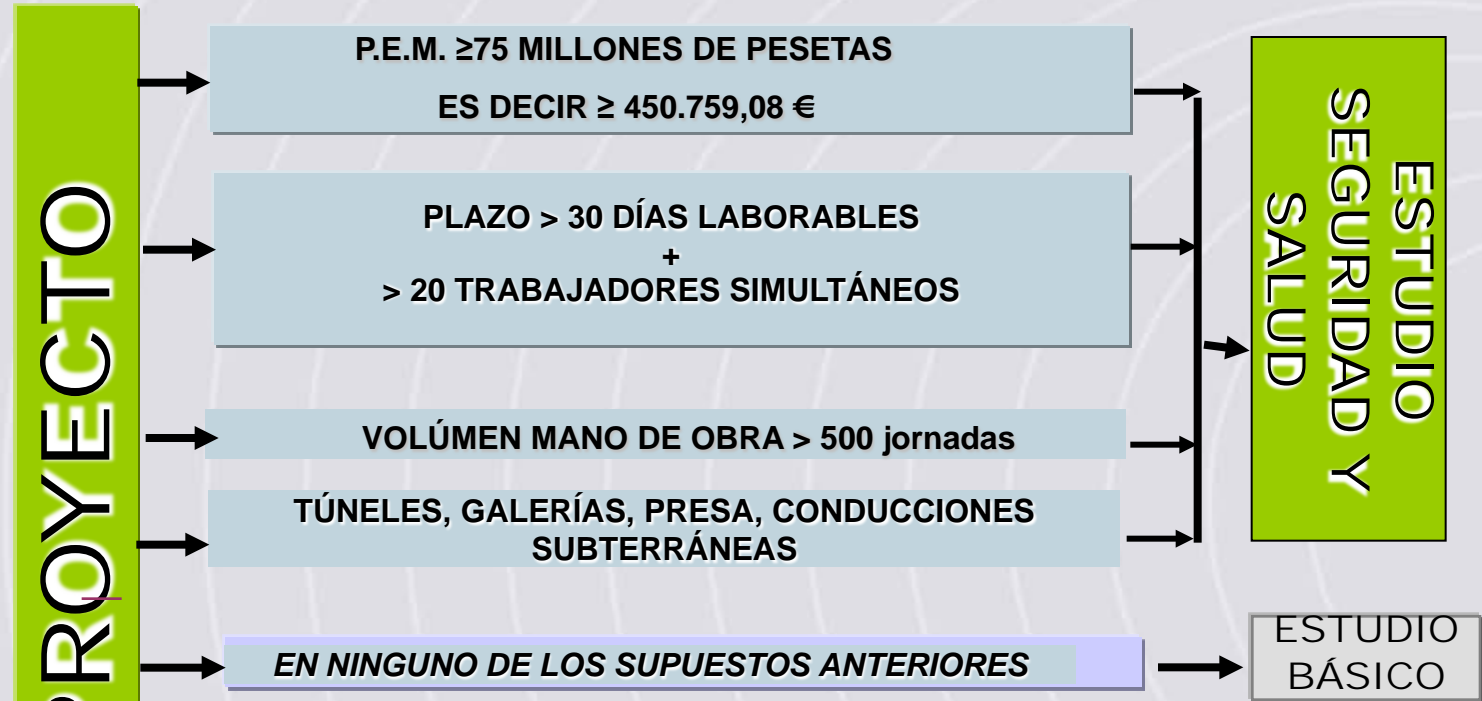 PROYECTO
P.E.M. ≥75 MILLONES DE PESETAS
ES DECIR ≥ 450.759,08 €
PLAZO > 30 DÍAS LABORABLES
+
> 20 TRABAJADORES SIMULTÁNEOS
VOLÚMEN MANO DE OBRA > 500 jornadas
TÚNELES, GALERÍAS, PRESA, CONDUCCIONES
SUBTERRÁNEAS
EN NINGUNO DE LOS SUPUESTOS ANTERIORES
ESTUDIO
SEGURIDAD Y
SALUD
ESTUDIO
BÁSICO